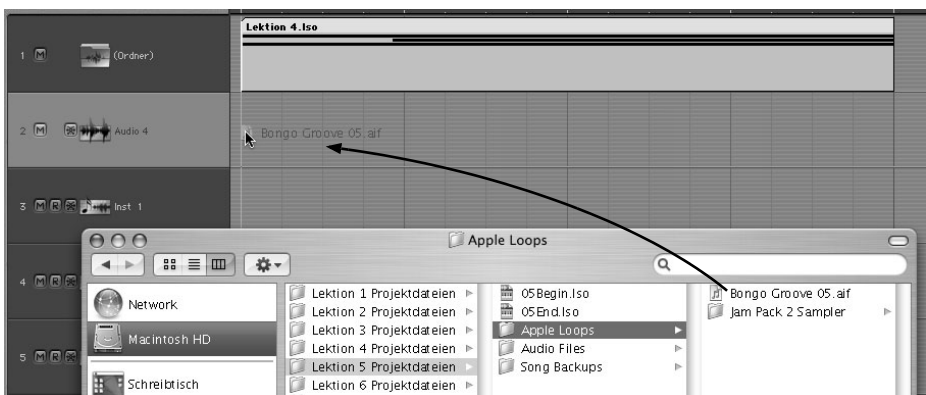 Lektion 4.lso
1 M (Ordner)
2 M Audio 4
Bongo Groove 05.aif
3 M R Inst 1
Apple Loops
4 M R
Network
Macintosh HD
Schreibtisch
Lektion 1 Projektdateien
Lektion 2 Projektdateien
Lektion 3 Projektdateien
Lektion 4 Projektdateien
Lektion 5 Projektdateien
Lektion 6 Projektdateien
05Begin.lso
05End.lso
Apple Loops
Audio Files
Song Backups
Bongo Groove 05.aif
Jam Pack 2 Sampler
5 M R